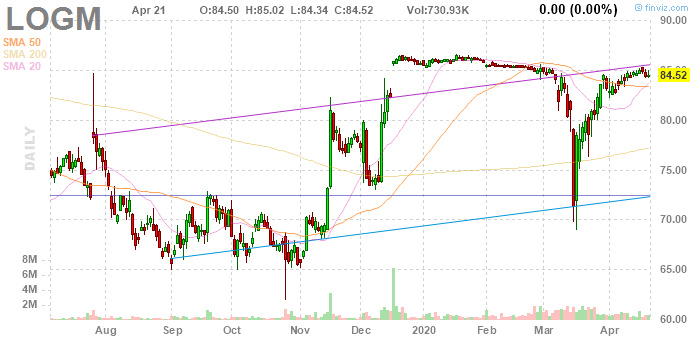 LOGM Apr 21 O:84.50 H:85.02 L:84.34 C:84.52 Vol:730.93K 0.00 (0.00%) © finviz.com
SMA 50
SMA 200
SMA 20
DAILY
90.00
85.00
84.52
80.00
75.00
70.00
65.00
60.00
8M
6M
4M
2M
Aug Sep Oct Nov Dec 2020 Feb Mar Apr